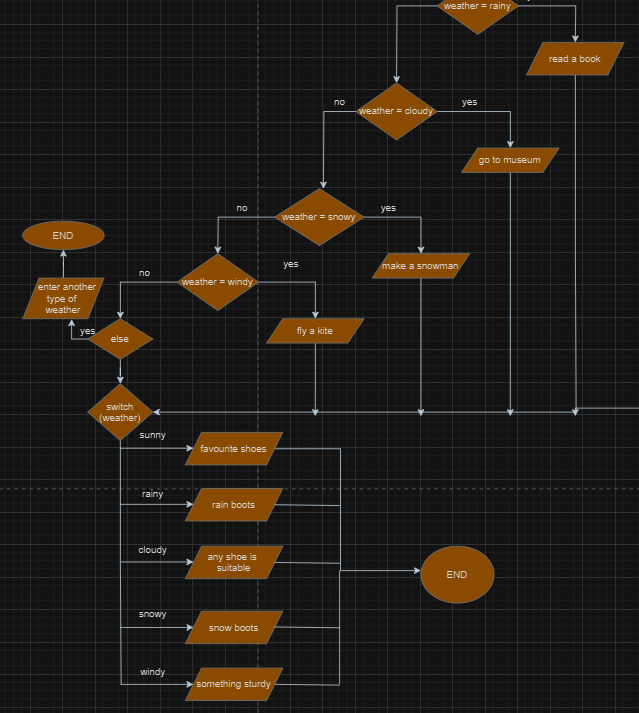 weather = rainy
read a book
no
weather = cloudy
yes
go to museum
no
weather = snowy
yes
make a snowman
END
no
weather = windy
yes
enter another
type of
weather
yes
else
fly a kite
switch
(weather)
sunny
favourite shoes
rainy
rain boots
cloudy
any shoe is
suitable
END
snowy
snow boots
windy
something sturdy